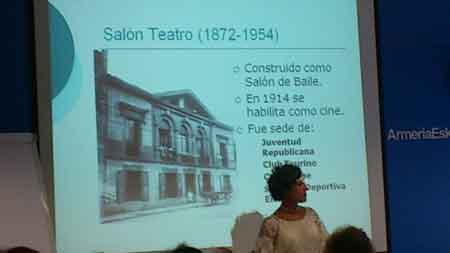 Salón Teatro (1872-1954)
Construido como
Salón de Baile.
En 1914 se
habilita como cine.
Fue sede de:
Juventud
Republicana
Club Taurino
Deportiva
ArmeriaEs